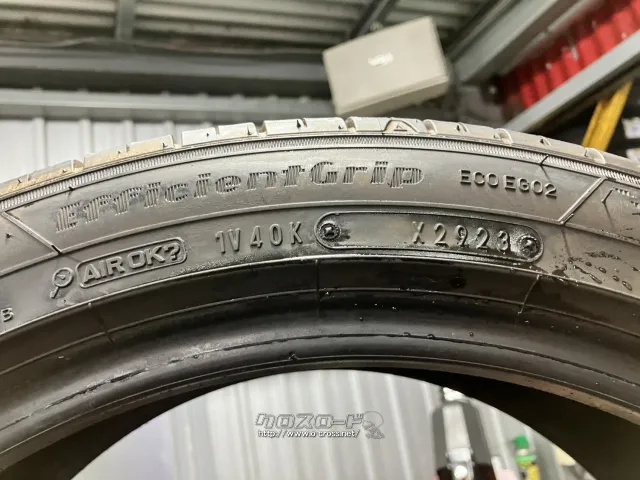 EfficientGrip
ECO EG02
B
AIR OK?
1V40K
X2923
クロスロード
http://www.o-cross.net/